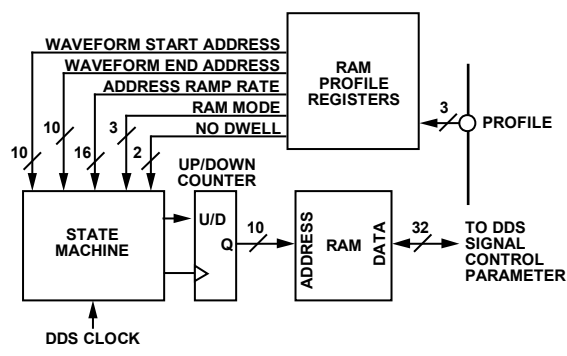 WAVEFORM START ADDRESS
WAVEFORM END ADDRESS
ADDRESS RAMP RATE
RAM MODE
NO DWELL
RAM
PROFILE
REGISTERS
3
PROFILE
10
10
16
3
2
UP/DOWN
COUNTER
STATE
MACHINE
U/D
Q
10
ADDRESS
RAM
DATA
32
TO DDS
SIGNAL
CONTROL
PARAMETER
DDS CLOCK